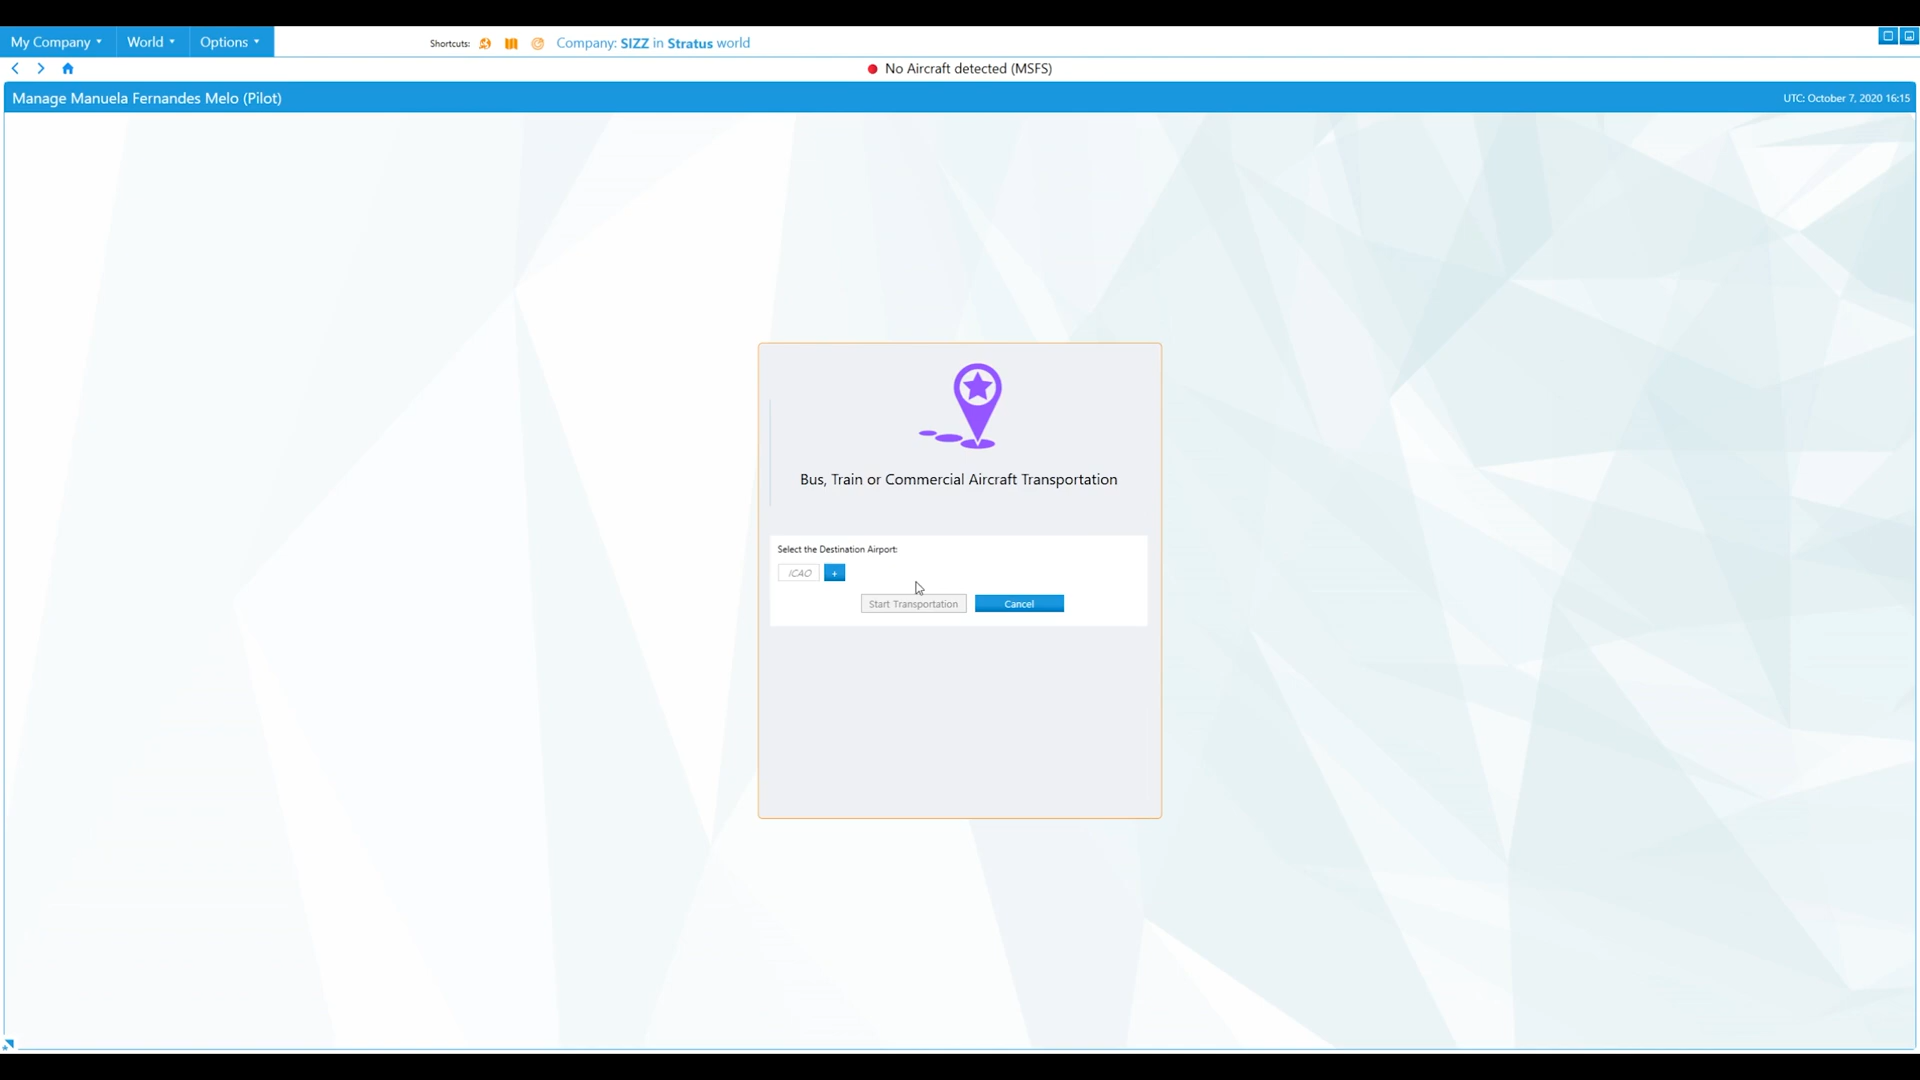 My Company World Options Shortcuts: Company: SIZZ in Stratus world
No Aircraft detected (MSFS)
Manage Manuela Fernandes Melo (Pilot) UTC: October 7, 2020 16:15
Bus, Train or Commercial Aircraft Transportation
Select the Destination Airport:
ICAO +
Start Transportation Cancel